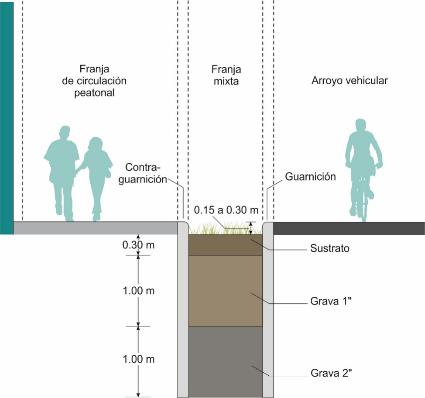 Franja
de circulación
peatonal
Franja
mixta
Arroyo vehicular
Contra-
guarnición
Guarnición
0.15 a 0.30 m
0.30 m
Sustrato
1.00 m
Grava 1"
1.00 m
Grava 2"